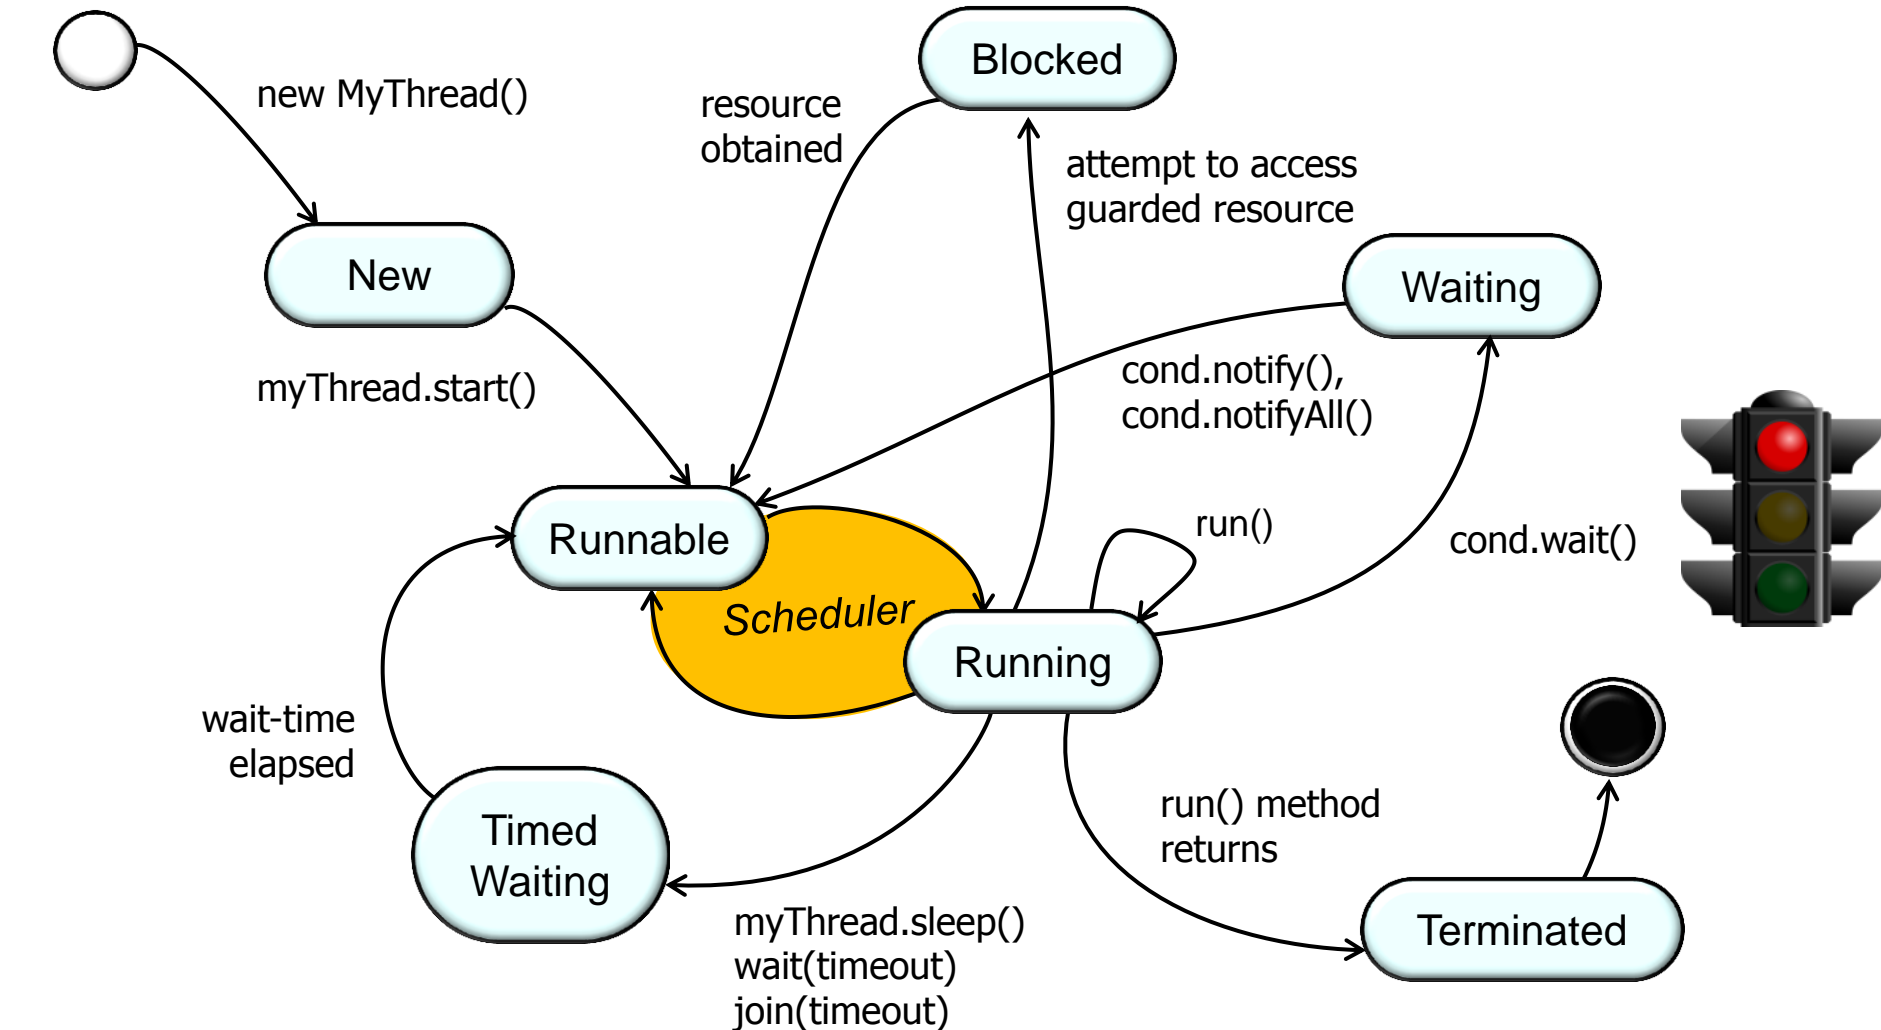 new MyThread()
Blocked
resource
obtained
attempt to access
guarded resource
New
Waiting
myThread.start()
cond.notify(),
cond.notifyAll()
Runnable
run()
cond.wait()
Scheduler
Running
wait-time
elapsed
Timed
Waiting
run() method
returns
myThread.sleep()
wait(timeout)
join(timeout)
Terminated